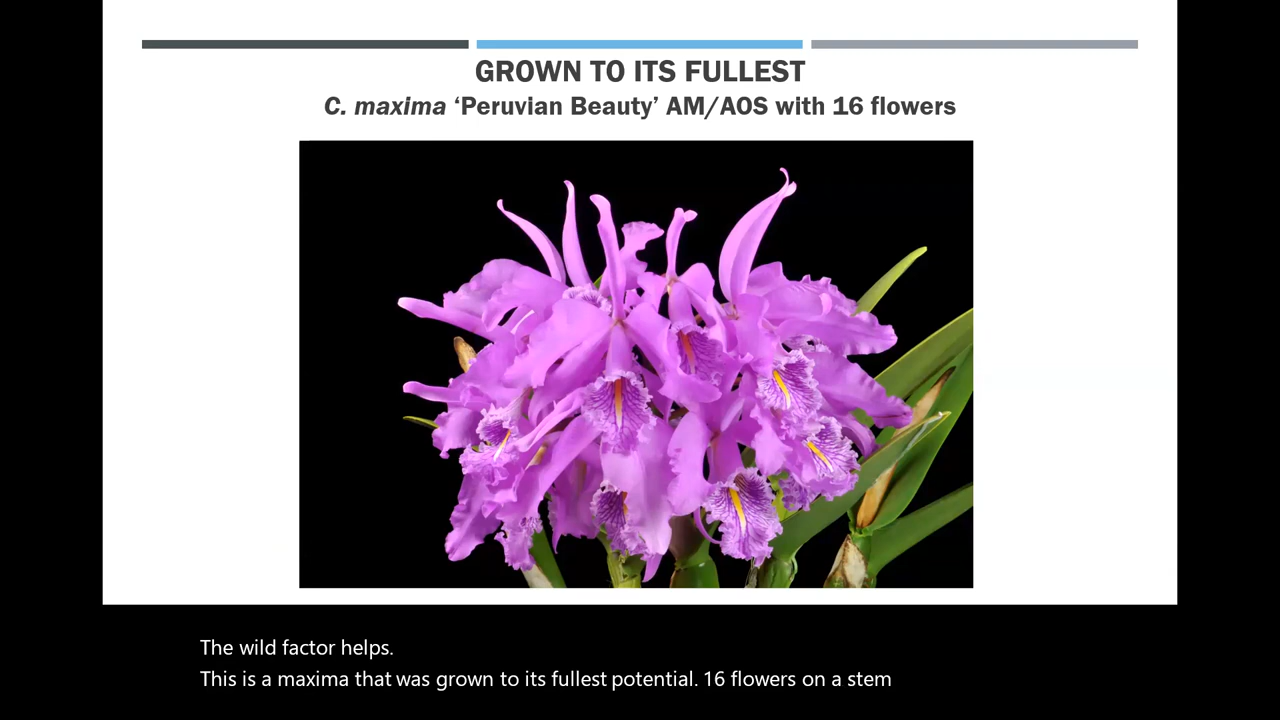 GROWN TO ITS FULLEST
C. maxima ‘Peruvian Beauty’ AM/AOS with 16 flowers
The wild factor helps.
This is a maxima that was grown to its fullest potential. 16 flowers on a stem